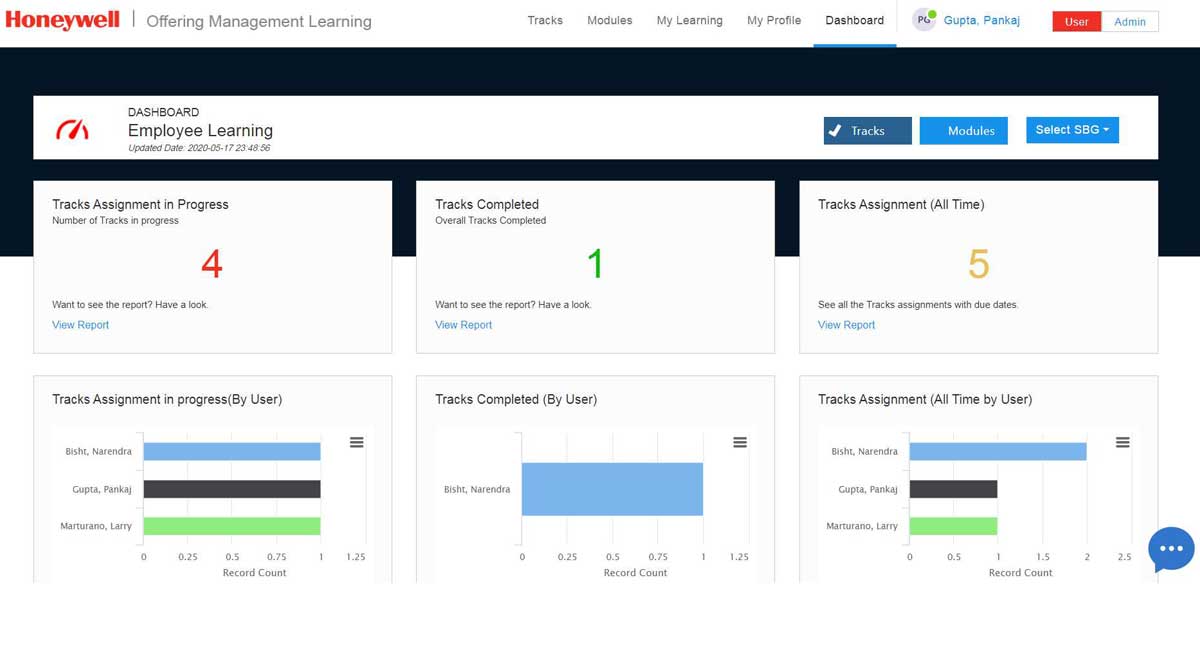 Honeywell | Offering Management Learning
Tracks Modules My Learning My Profile Dashboard PG Gupta, Pankaj User Admin
DASHBOARD
Employee Learning
Updated Date: 2020-05-17 23:48:56
Tracks Modules Select SBG
Tracks Assignment in Progress
Number of Tracks in progress
4
Want to see the report? Have a look.
View Report
Tracks Completed
Overall Tracks Completed
1
Want to see the report? Have a look.
View Report
Tracks Assignment (All Time)
5
See all the Tracks assignments with due dates.
View Report
Tracks Assignment in progress(By User)
Bisht, Narendra
Gupta, Pankaj
Marturano, Larry
0 0.25 0.5 0.75 1 1.25
Record Count
Tracks Completed (By User)
Bisht, Narendra
0 0.25 0.5 0.75 1 1.25
Record Count
Tracks Assignment (All Time by User)
Bisht, Narendra
Gupta, Pankaj
Marturano, Larry
0 0.5 1 1.5 2 2.5
Record Count